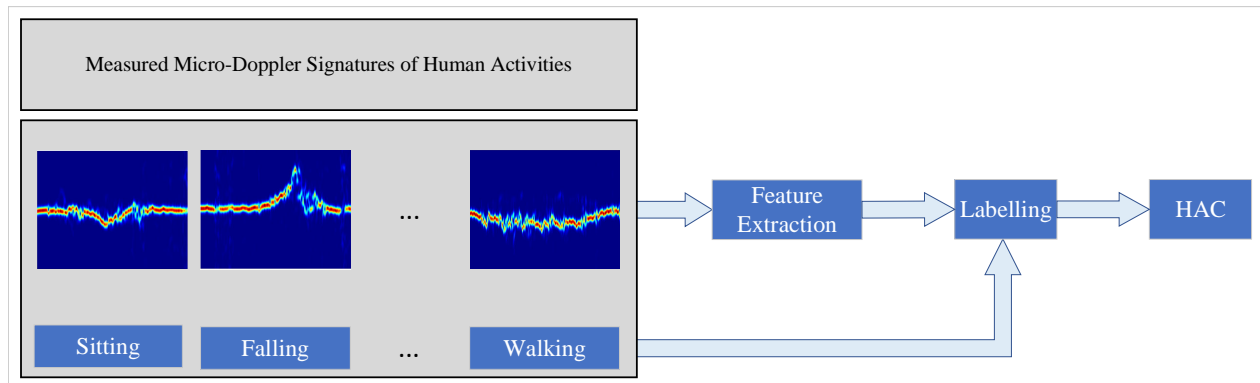 Measured Micro-Doppler Signatures of Human Activities
...
Feature
Extraction
Labelling
HAC
Sitting
Falling
...
Walking